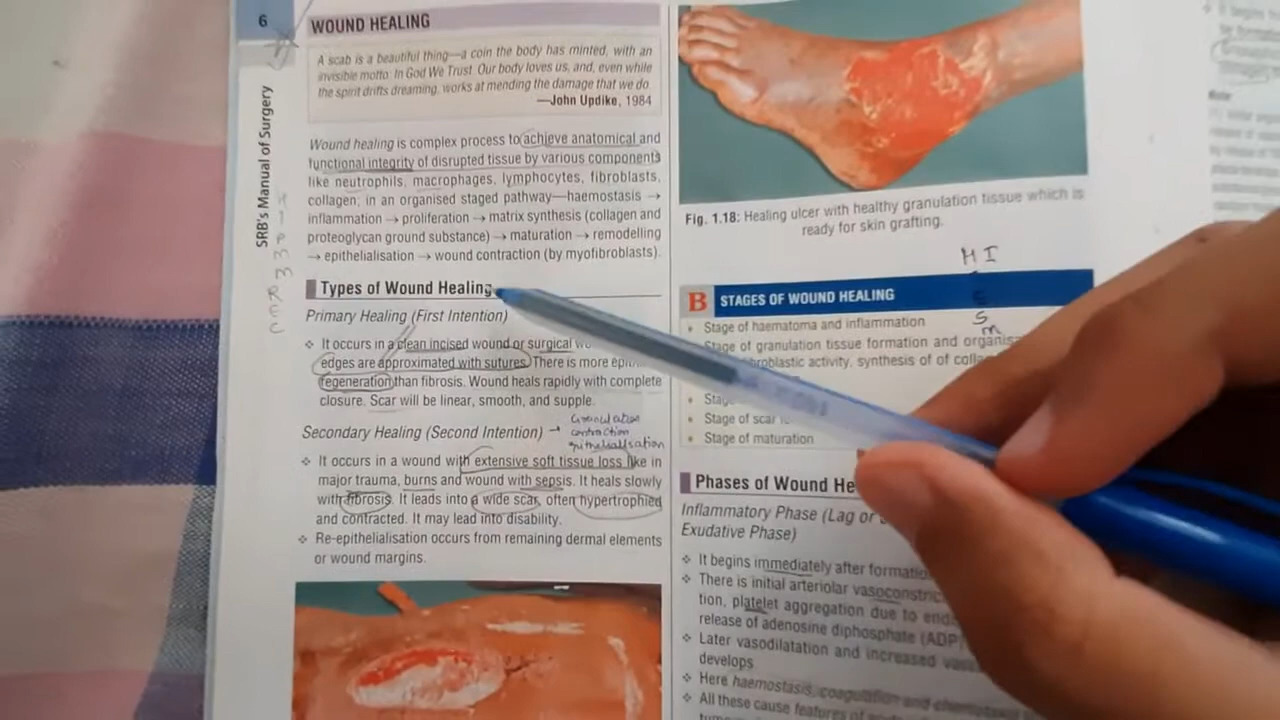 6
SRB's Manual of Surgery
H
I
P
M
M
R
E
C
WOUND HEALING
A scab is a beautiful thing—a coin the body has minted, with an
invisible motto: In God We Trust. Our body loves us, and, even while
the spirit drifts dreaming, works at mending the damage that we do.
—John Updike, 1984
Wound healing is complex process to achieve anatomical and
functional integrity of disrupted tissue by various components
like neutrophils, macrophages, lymphocytes, fibroblasts,
collagen; in an organised staged pathway—haemostasis →
inflammation → proliferation → matrix synthesis (collagen and
proteoglycan ground substance) → maturation → remodelling
→ epithelialisation → wound contraction (by myofibroblasts).
Types of Wound Healing
Primary Healing (First Intention)
❖ It occurs in a clean incised wound or surgical
edges are approximated with sutures. There is more
regeneration than fibrosis. Wound heals rapidly with complete
closure. Scar will be linear, smooth, and supple.
Secondary Healing (Second Intention) → Granulation
contraction
epithelialisation
❖ It occurs in a wound with extensive soft tissue loss like in
major trauma, burns and wound with sepsis. It heals slowly
with fibrosis. It leads into a wide scar, often hypertrophied
and contracted. It may lead into disability.
❖ Re-epithelialisation occurs from remaining dermal elements
or wound margins.
Fig. 1.18: Healing ulcer with healthy granulation tissue which is
ready for skin grafting.
B STAGES OF WOUND HEALING
• Stage of haematoma and inflammation
• Stage of granulation tissue formation and
synthesis of
•
• Stage of scar
• Stage of maturation
Phases of Wound
Inflammatory Phase (Lag or
Exudative Phase)
❖ It begins immediately after
❖ There is initial arteriolar
platelet aggregation due to
release of adenosine diphosphate (ADP)
❖ Later vasodilatation and increased
develops.
❖ Here haemostasis, coagulation and
❖ All these cause features of